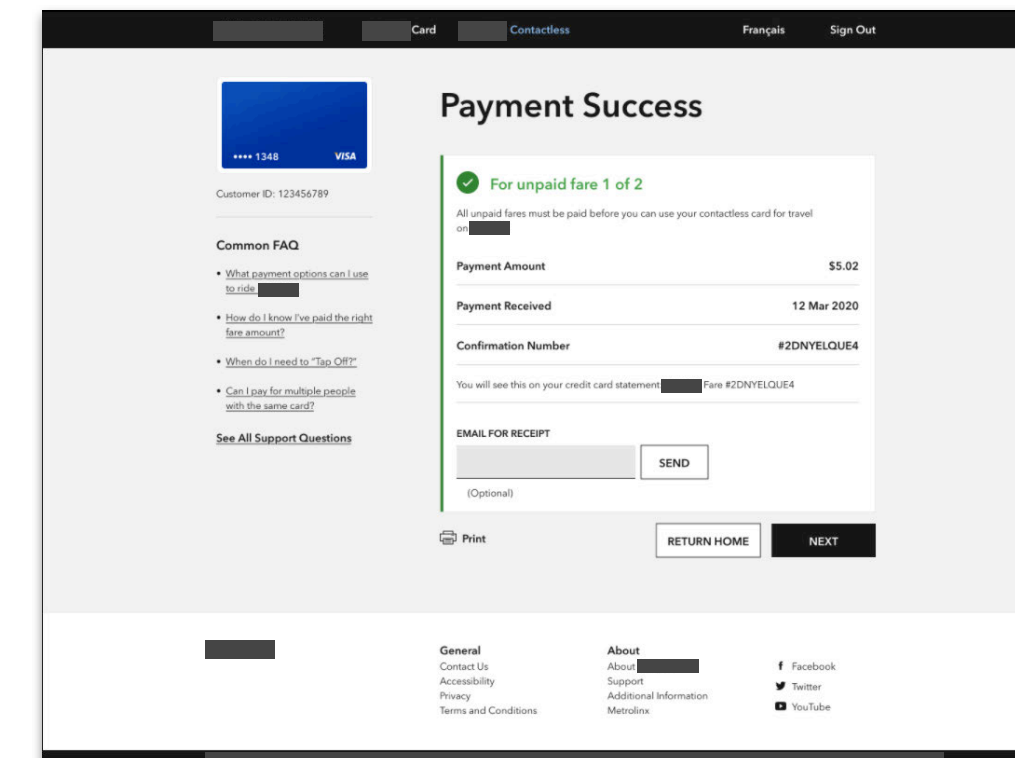 Card
Contactless
Français
Sign Out
•••• 1348
VISA
Customer ID: 123456789
Common FAQ
• What payment options can I use
to ride
• How do I know I've paid the right
fare amount?
• When do I need to "Tap Off?"
• Can I pay for multiple people
with the same card?
See All Support Questions
Payment Success
For unpaid fare 1 of 2
All unpaid fares must be paid before you can use your contactless card for travel
on
Payment Amount $5.02
Payment Received 12 Mar 2020
Confirmation Number #2DNYELQUE4
You will see this on your credit card statement Fare #2DNYELQUE4
EMAIL FOR RECEIPT
SEND
(Optional)
Print
RETURN HOME
NEXT
General
Contact Us
Accessibility
Privacy
Terms and Conditions
About
About
Support
Additional Information
Metrolinx
Facebook
Twitter
YouTube